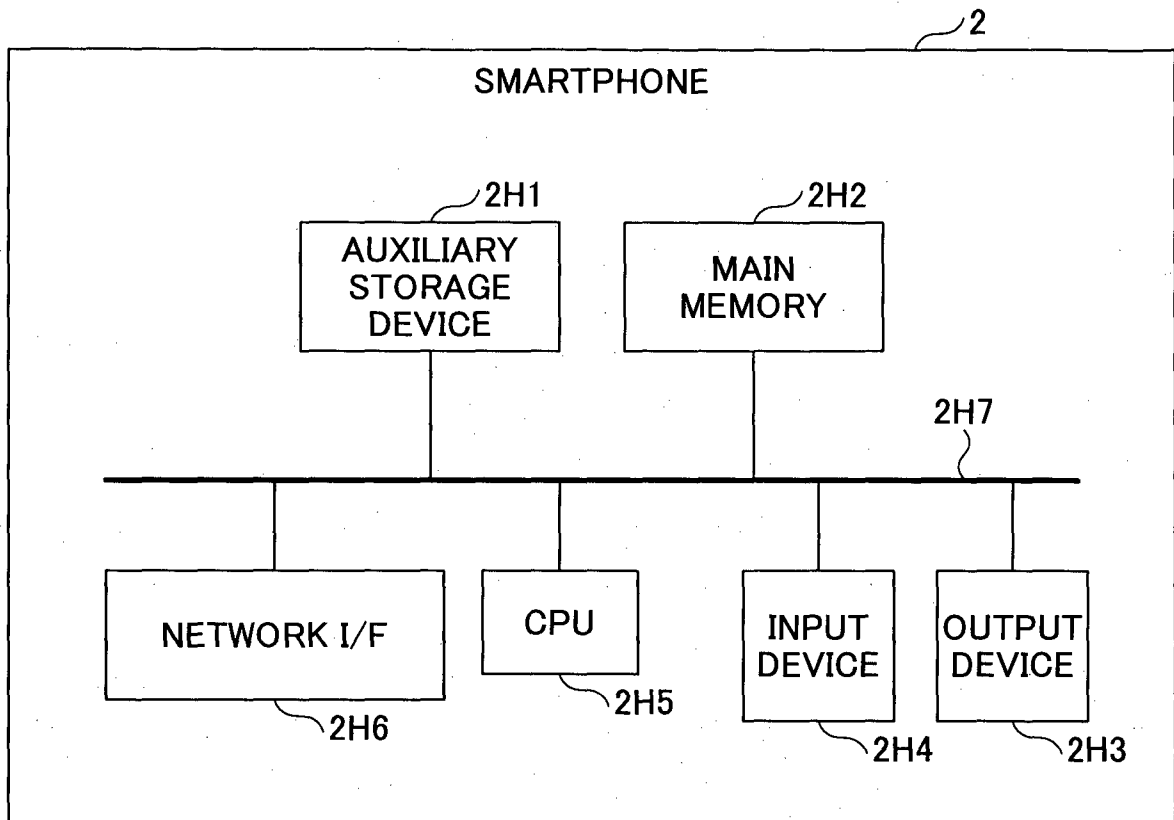 2
SMARTPHONE
2H1
2H2
AUXILIARY
STORAGE
DEVICE
MAIN
MEMORY
2H7
NETWORK I/F
CPU
INPUT
DEVICE
OUTPUT
DEVICE
2H6
2H5
2H4
2H3